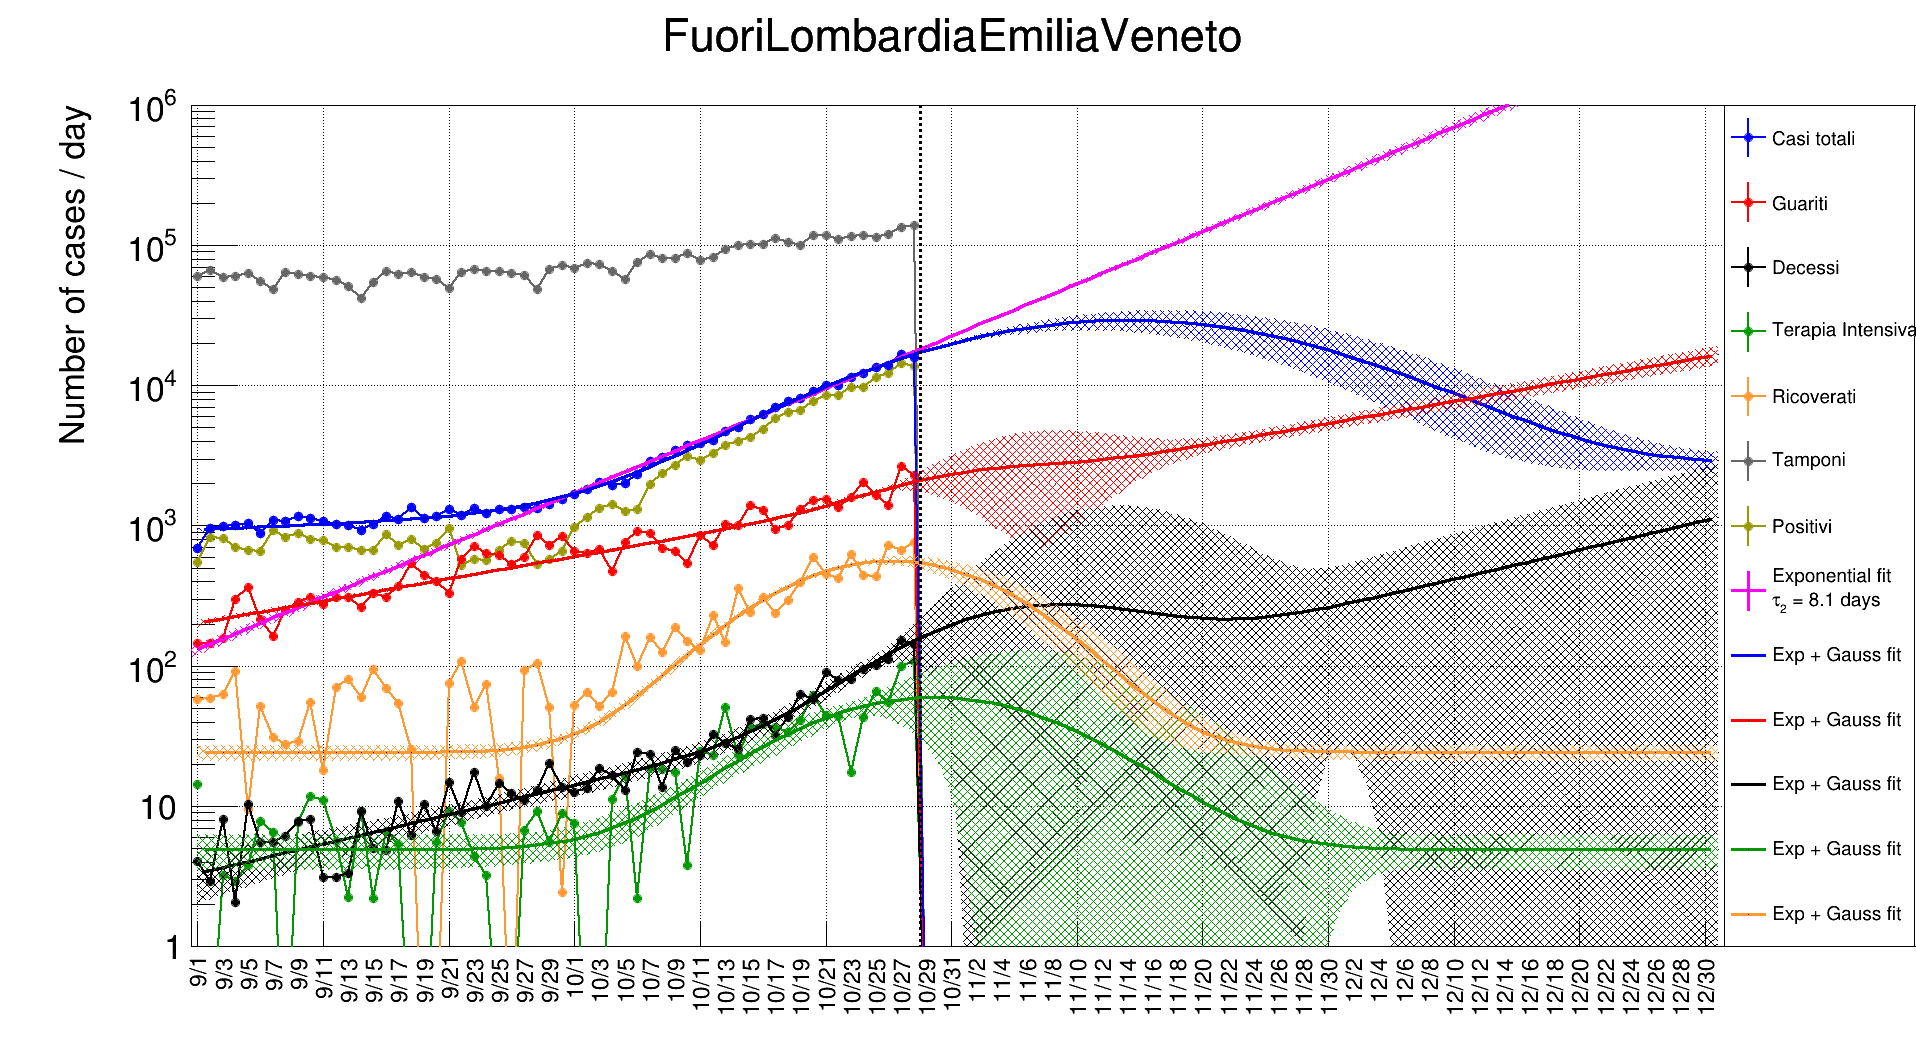 FuoriLombardiaEmiliaVeneto
Number of cases / day
10^6
10^5
10^4
10^3
10^2
10
1
9/1 9/3 9/5 9/7 9/9 9/11 9/13 9/15 9/17 9/19 9/21 9/23 9/25 9/27 9/29 10/1 10/3 10/5 10/7 10/9 10/11 10/13 10/15 10/17 10/19 10/21 10/23 10/25 10/27 10/29 10/31 11/2 11/4 11/6 11/8 11/10 11/12 11/14 11/16 11/18 11/20 11/22 11/24 11/26 11/28 11/30 12/2 12/4 12/6 12/8 12/10 12/12 12/14 12/16 12/18 12/20 12/22 12/24 12/26 12/28 12/30
Casi totali
Guariti
Decessi
Terapia Intensiva
Ricoverati
Tamponi
Positivi
Exponential fit
τ_2 = 8.1 days
Exp + Gauss fit
Exp + Gauss fit
Exp + Gauss fit
Exp + Gauss fit
Exp + Gauss fit